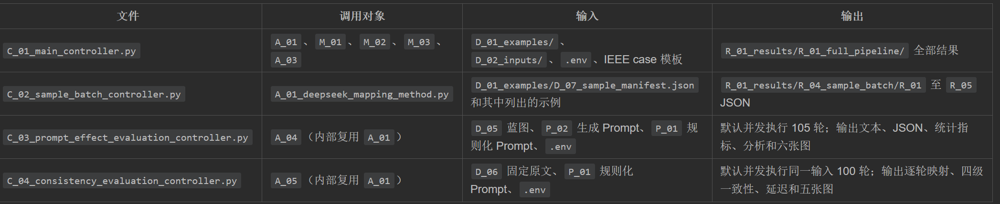 文件 调用对象 输入 输出
C_01_main_controller.py
A_01 、 M_01 、 M_02 、 M_03 、
A_03
D_01_examples/ 、
D_02_inputs/ 、 .env 、IEEE case 模板
R_01_results/R_01_full_pipeline/ 全部结果
C_02_sample_batch_controller.py
A_01_deepseek_mapping_method.py
D_01_examples/D_07_sample_manifest.json
和其中列出的示例
R_01_results/R_04_sample_batch/R_01 至 R_05
JSON
C_03_prompt_effect_evaluation_controller.py
A_04 （内部复用 A_01 ）
D_05 蓝图、 P_02 生成 Prompt、 P_01 规
则化 Prompt、 .env
默认并发执行 105 轮；输出文本、JSON、统计指
标、分析和六张图
C_04_consistency_evaluation_controller.py
A_05 （内部复用 A_01 ）
D_06 固定原文、 P_01 规则化
Prompt、 .env
默认并发执行同一输入 100 轮；输出逐轮映射、四级
一致性、延迟和五张图